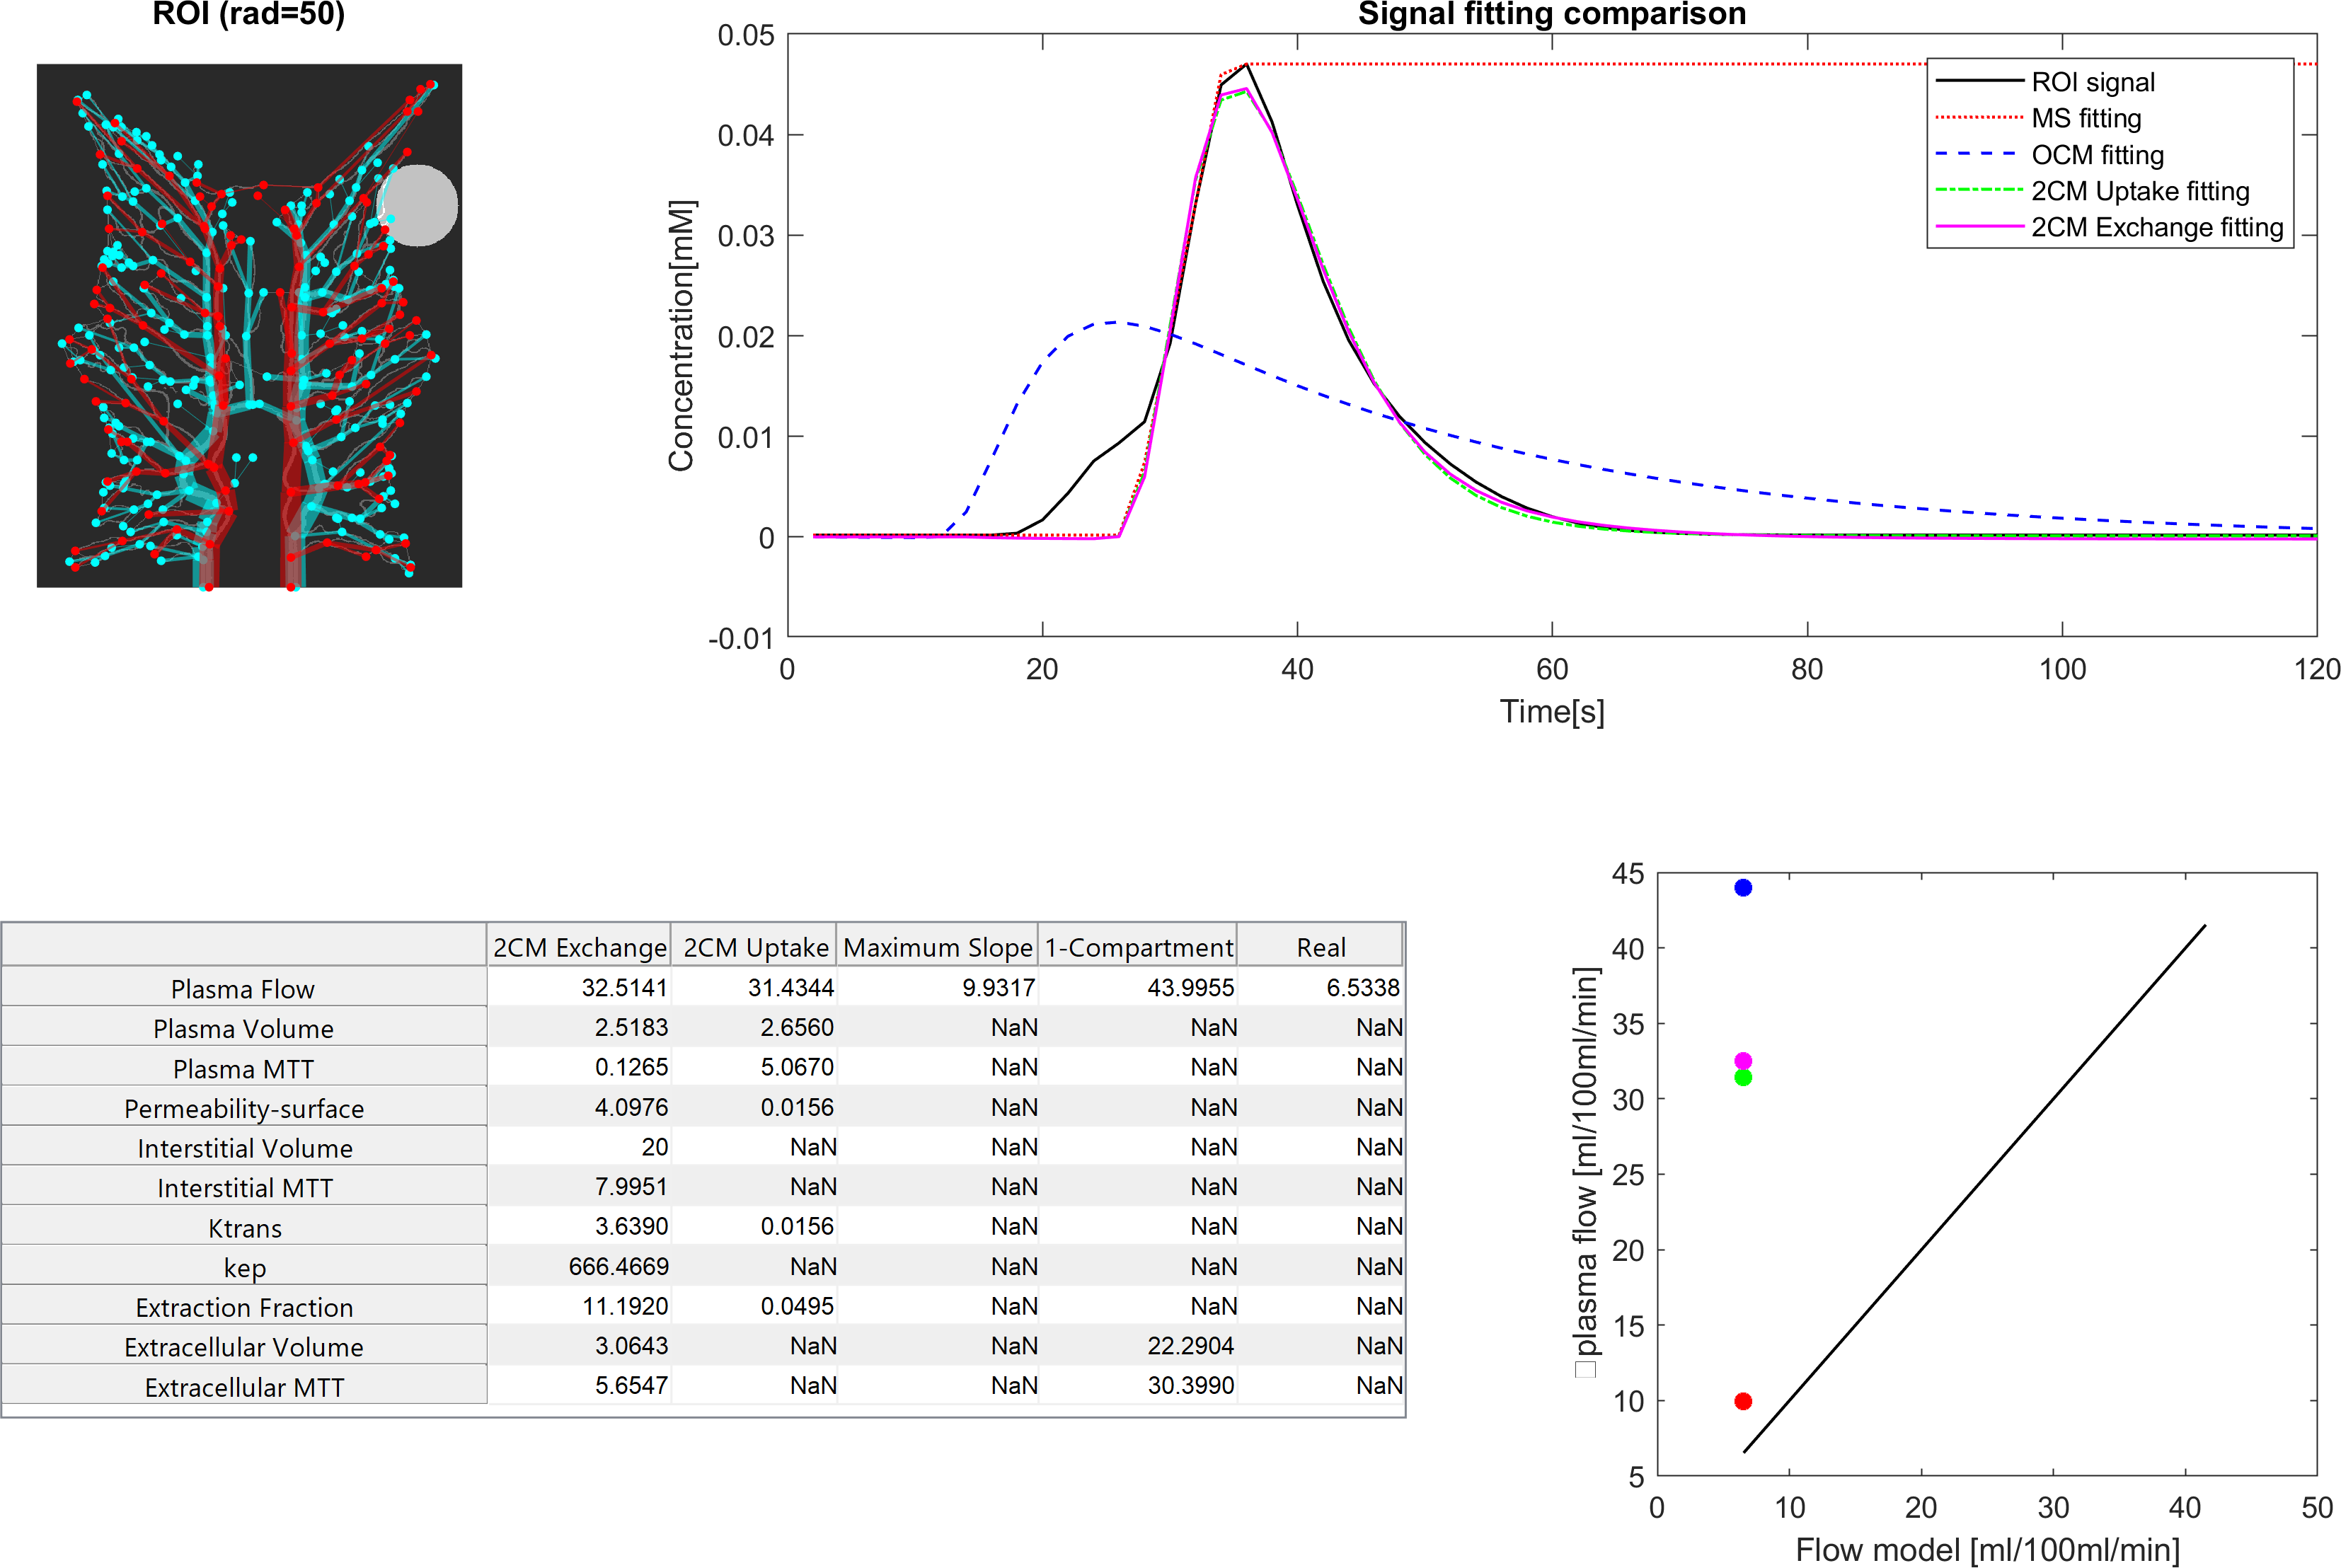 ROI (rad=50)
Signal fitting comparison
0.05
0.04
0.03
0.02
0.01
0
-0.01
Concentration[mM]
0 20 40 60 80 100 120
Time[s]
ROI signal
MS fitting
OCM fitting
2CM Uptake fitting
2CM Exchange fitting
2CM Exchange 2CM Uptake Maximum Slope 1-Compartment Real
Plasma Flow 32.5141 31.4344 9.9317 43.9955 6.5338
Plasma Volume 2.5183 2.6560 NaN NaN NaN
Plasma MTT 0.1265 5.0670 NaN NaN NaN
Permeability-surface 4.0976 0.0156 NaN NaN NaN
Interstitial Volume 20 NaN NaN NaN NaN
Interstitial MTT 7.9951 NaN NaN NaN NaN
Ktrans 3.6390 0.0156 NaN NaN NaN
kep 666.4669 NaN NaN NaN NaN
Extraction Fraction 11.1920 0.0495 NaN NaN NaN
Extracellular Volume 3.0643 NaN NaN 22.2904 NaN
Extracellular MTT 5.6547 NaN NaN 30.3990 NaN
45
40
35
30
25
20
15
10
5
□plasma flow [ml/100ml/min]
0 10 20 30 40 50
Flow model [ml/100ml/min]